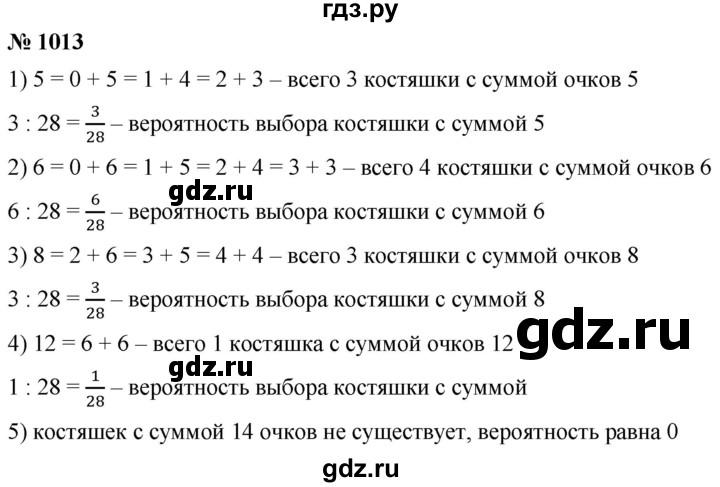 гдз.ру
№ 1013
1) 5 = 0 + 5 = 1 + 4 = 2 + 3 – всего 3 костяшки с суммой очков 5
3 : 28 = 3/28 – вероятность выбора костяшки с суммой 5
2) 6 = 0 + 6 = 1 + 5 = 2 + 4 = 3 + 3 – всего 4 костяшки с суммой очков 6
gdz.ru
6 : 28 = 6/28 – вероятность выбора костяшки с суммой 6
3) 8 = 2 + 6 = 3 + 5 = 4 + 4 – всего 3 костяшки с суммой очков 8
3 : 28 = 3/28 – вероятность выбора костяшки с суммой 8
gdz.ru
4) 12 = 6 + 6 – всего 1 костяшка с суммой очков 12
gdz.ru
1 : 28 = 1/28 – вероятность выбора костяшки с суммой
5) костяшек с суммой 14 очков не существует, вероятность равна 0
gdz.ru